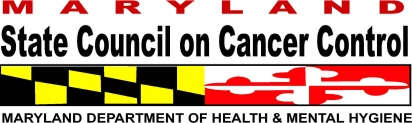 MARYLAND
State Council on Cancer Control
MARYLAND DEPARTMENT OF HEALTH & MENTAL HYGIENE